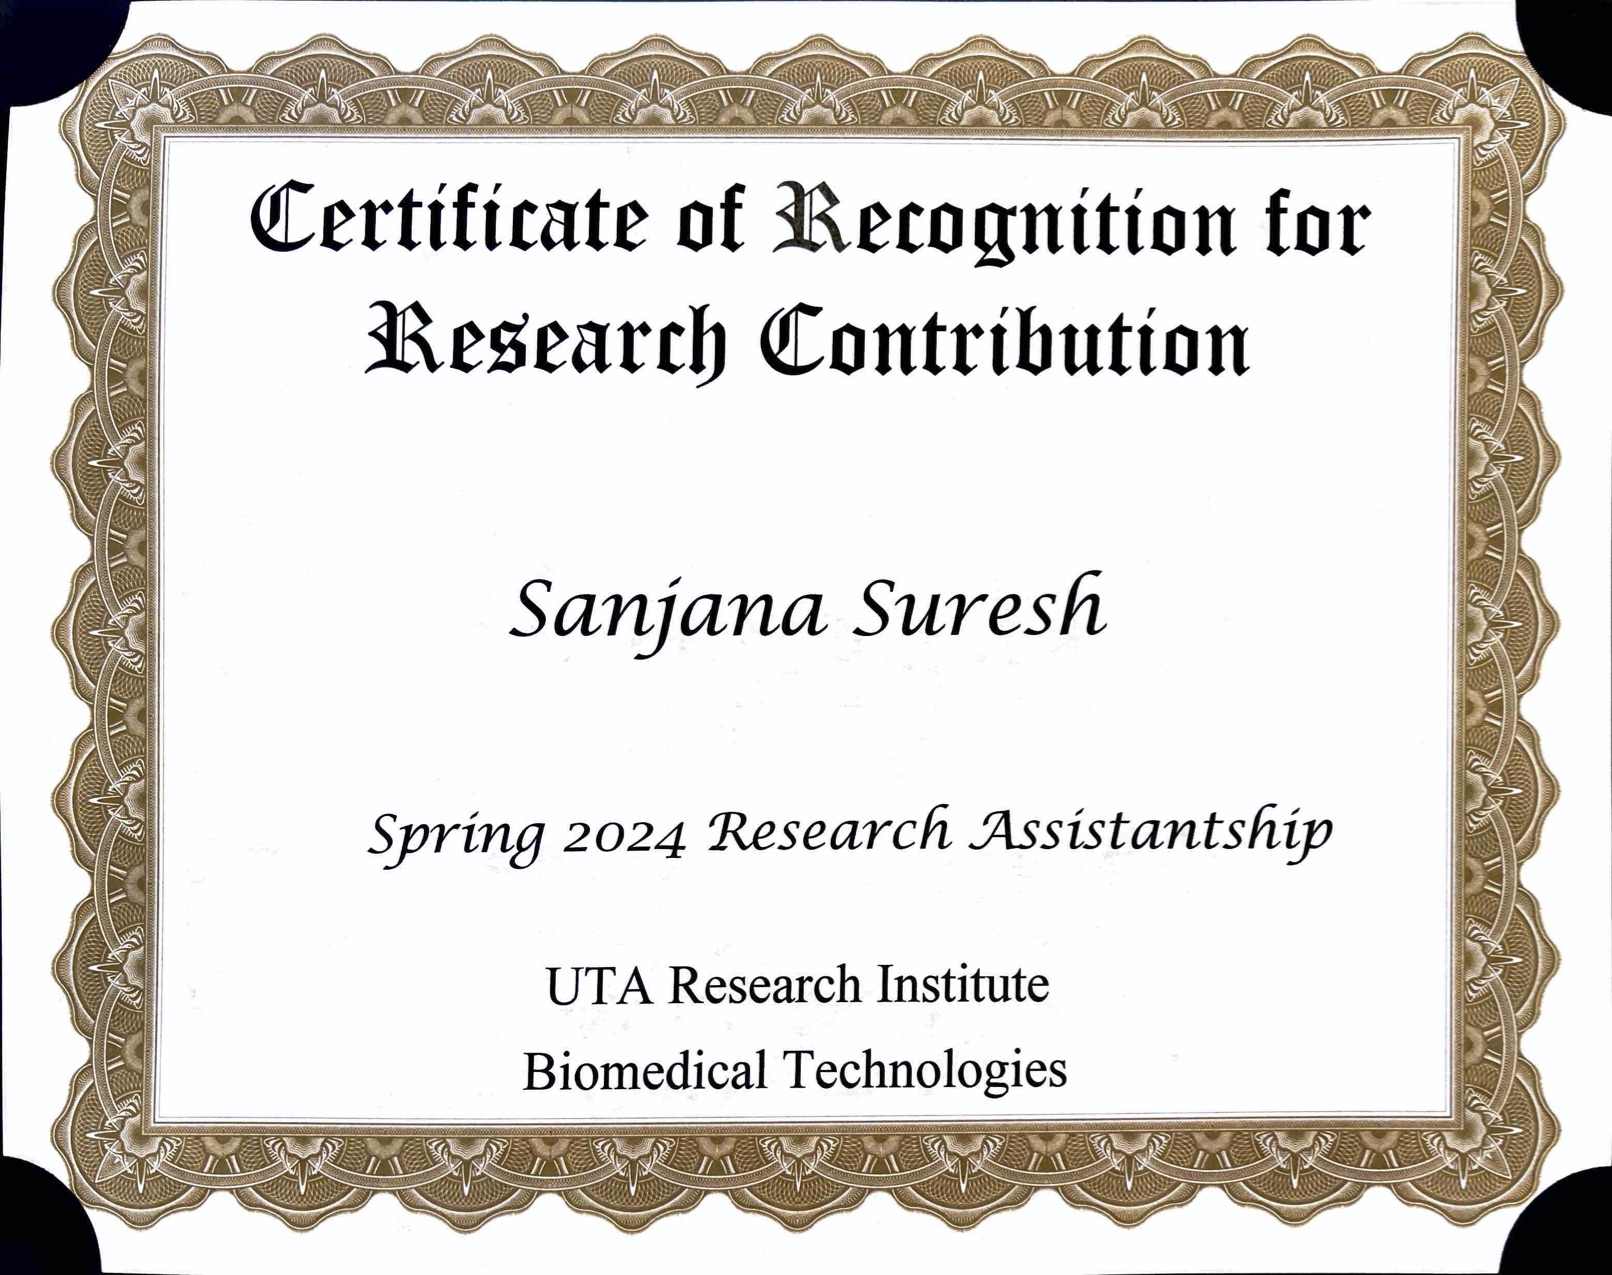 Certificate of Recognition for
Research Contribution
Sanjana Suresh
Spring 2024 Research Assistantship
UTA Research Institute
Biomedical Technologies